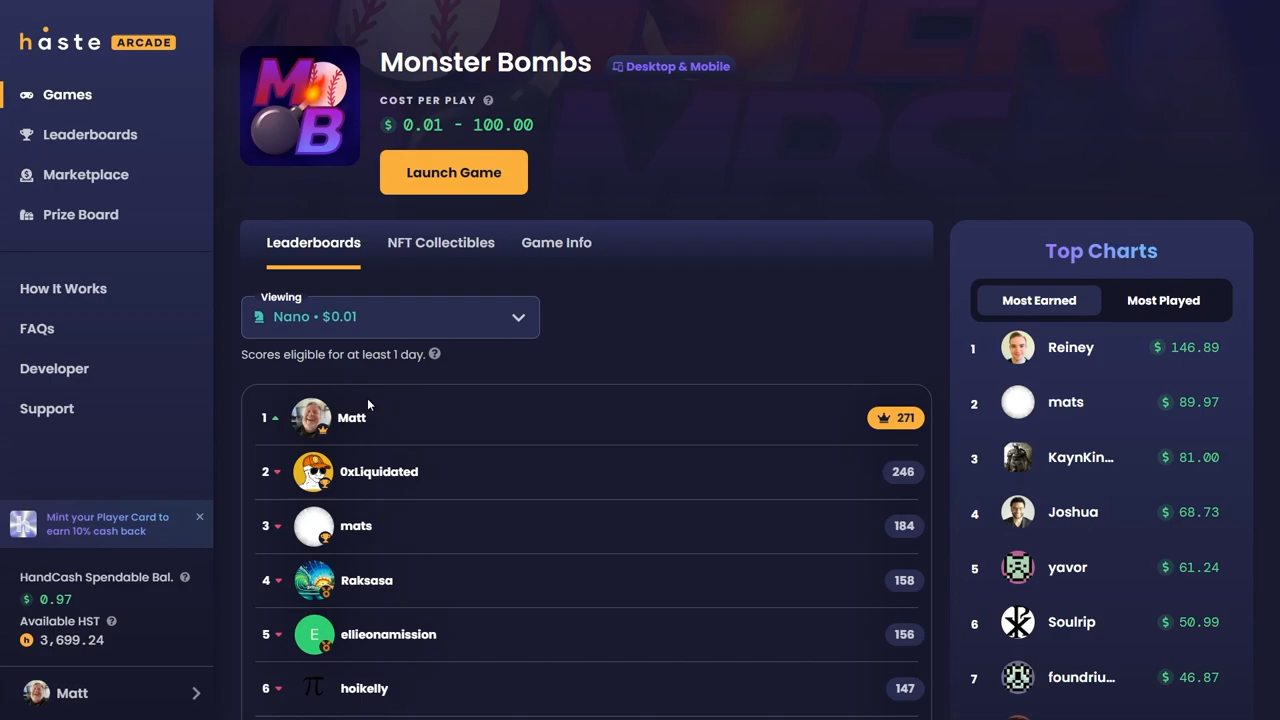 haste ARCADE
Games
Leaderboards
Marketplace
Prize Board
How It Works
FAQs
Developer
Support
Mint your Player Card to
earn 10% cash back
HandCash Spendable Bal.
$ 0.97
Available HST
h 3,699.24
Matt
M
B
Monster Bombs
Desktop & Mobile
COST PER PLAY
$ 0.01 - 100.00
Launch Game
Leaderboards
NFT Collectibles
Game Info
Viewing
Nano • $0.01
Scores eligible for at least 1 day.
1 Matt 271
2 0xLiquidated 246
3 mats 184
4 Raksasa 158
5 E ellieonamission 156
6 π hoikelly 147
Top Charts
Most Earned
Most Played
1 Reiney $ 146.89
2 mats $ 89.97
3 KaynKin... $ 81.00
4 Joshua $ 68.73
5 yavor $ 61.24
6 Soulrip $ 50.99
7 foundriu... $ 46.87